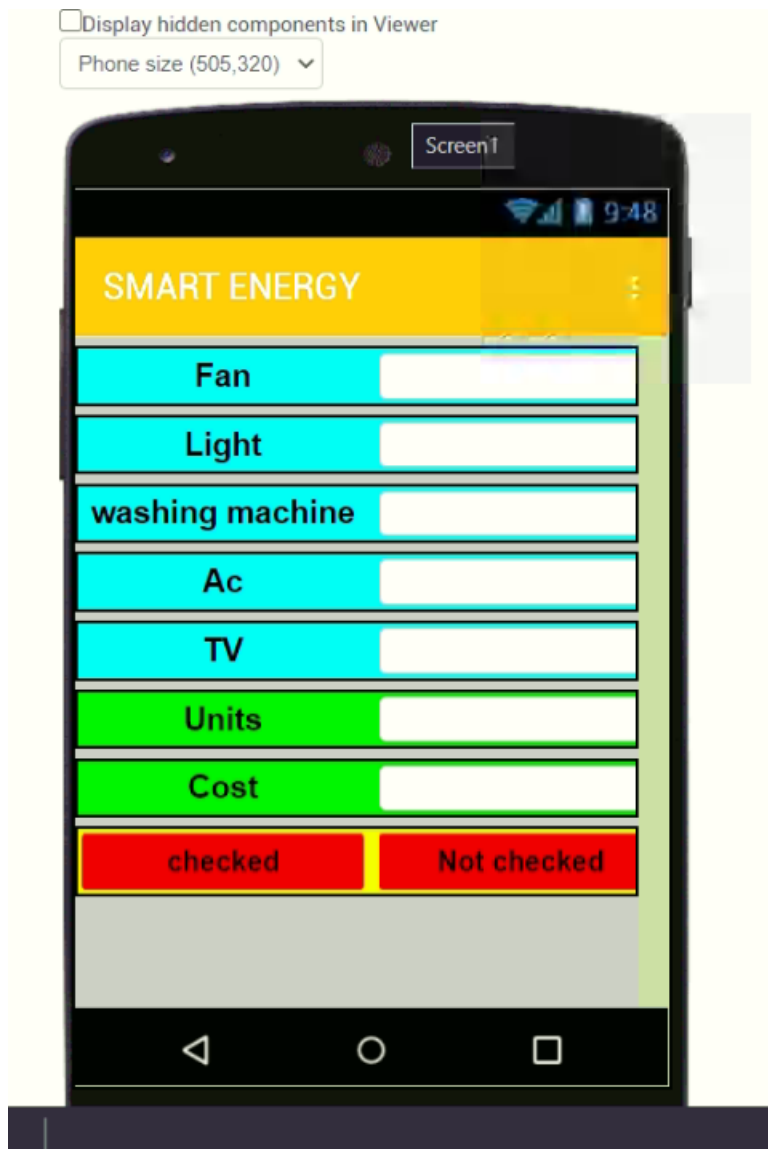 Display hidden components in Viewer
Phone size (505,320)
Screen1
9:48
SMART ENERGY
Fan
Light
washing machine
Ac
TV
Units
Cost
checked Not checked